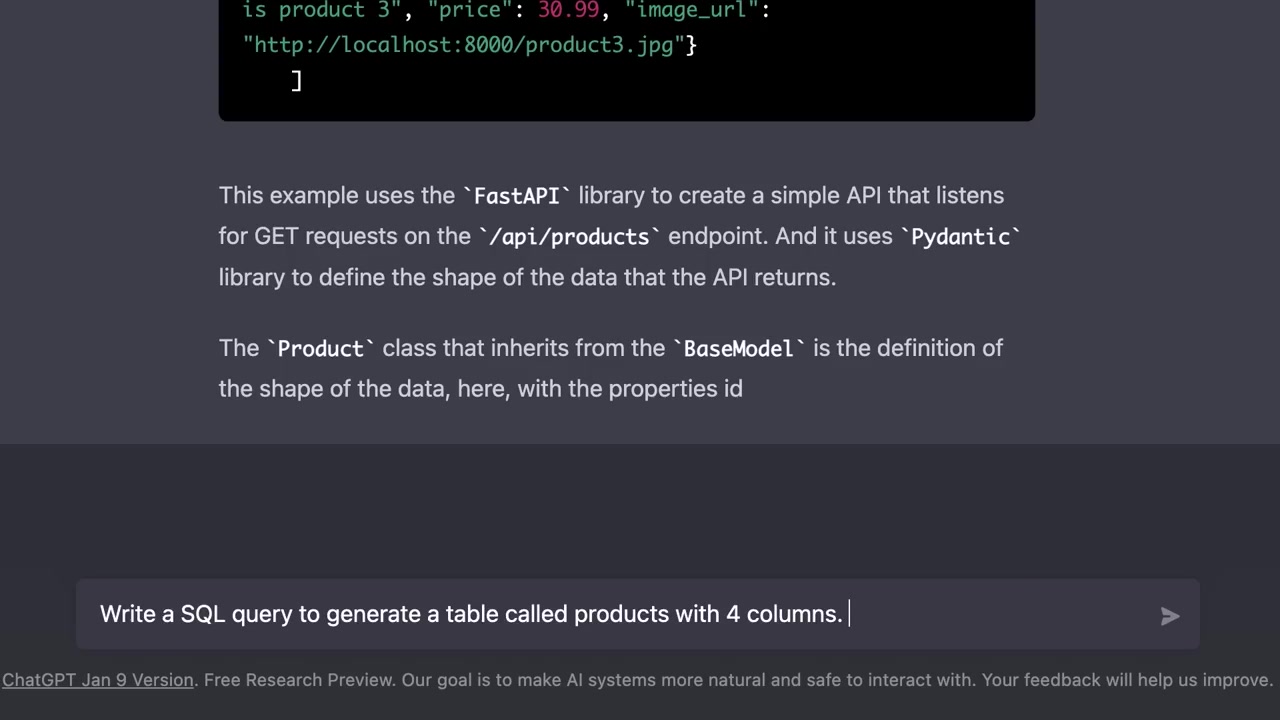 is product 3", "price": 30.99, "image_url":
"http://localhost:8000/product3.jpg"}
]
This example uses the `FastAPI` library to create a simple API that listens
for GET requests on the `/api/products` endpoint. And it uses `Pydantic`
library to define the shape of the data that the API returns.
The `Product` class that inherits from the `BaseModel` is the definition of
the shape of the data, here, with the properties id
Write a SQL query to generate a table called products with 4 columns.
ChatGPT Jan 9 Version. Free Research Preview. Our goal is to make AI systems more natural and safe to interact with. Your feedback will help us improve.